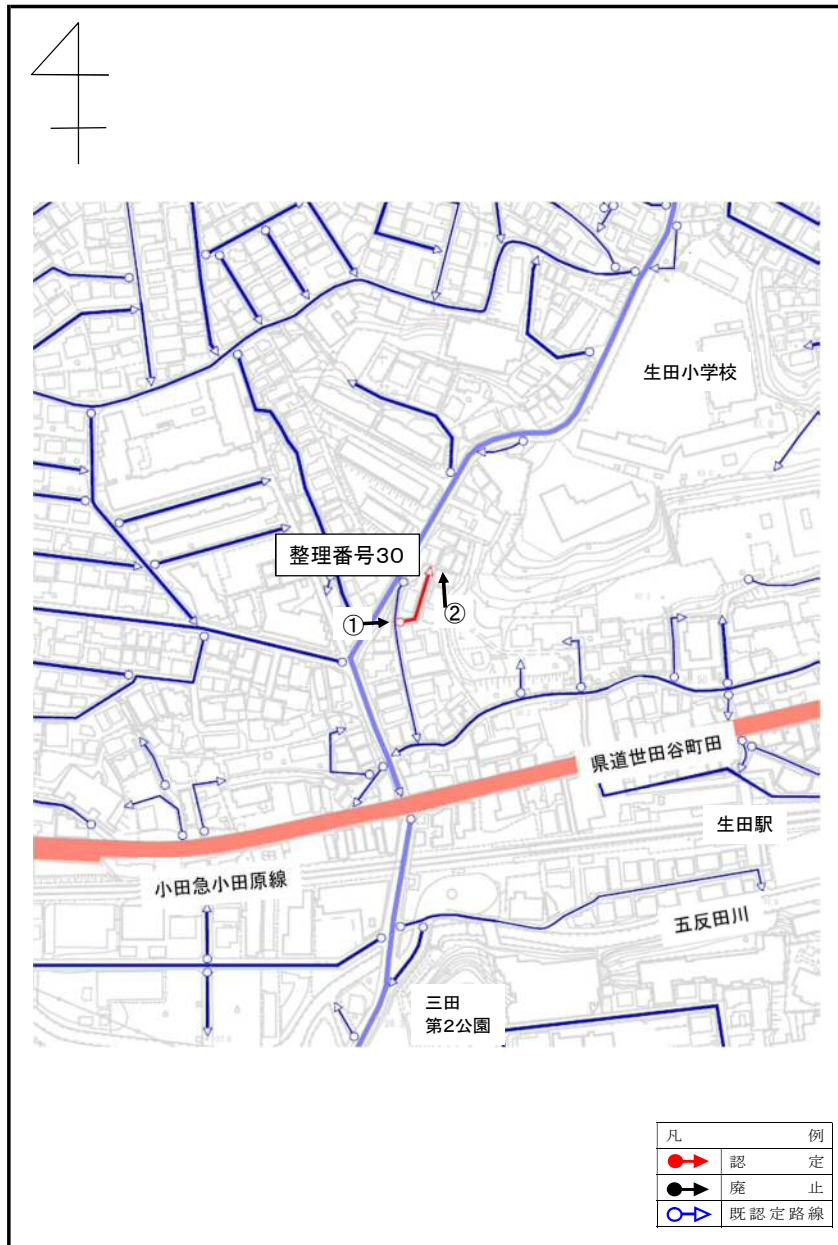 生田小学校
整理番号30
①
②
県道世田谷町田
生田駅
小田急小田原線
五反田川
三田
第2公園
凡 例
認 定
廃 止
既認定路線